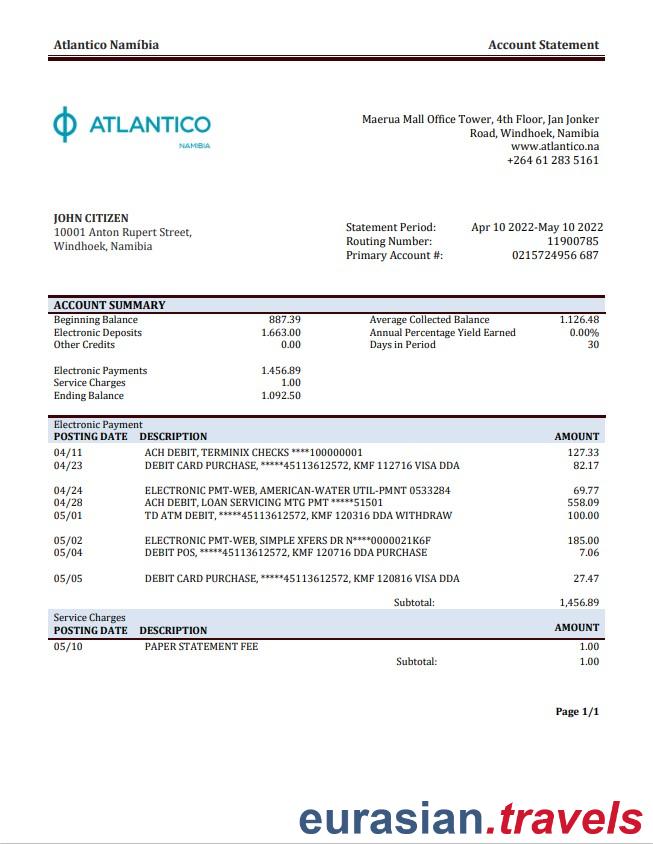 Atlantico Namíbia Account Statement
ATLANTICO
NAMIBIA
Maerua Mall Office Tower, 4th Floor, Jan Jonker
Road, Windhoek, Namibia
www.atlantico.na
+264 61 283 5161
JOHN CITIZEN
10001 Anton Rupert Street,
Windhoek, Namibia
Statement Period: Apr 10 2022-May 10 2022
Routing Number: 11900785
Primary Account #: 0215724956 687
ACCOUNT SUMMARY
Beginning Balance 887.39 Average Collected Balance 1.126.48
Electronic Deposits 1.663.00 Annual Percentage Yield Earned 0.00%
Other Credits 0.00 Days in Period 30
Electronic Payments 1.456.89
Service Charges 1.00
Ending Balance 1.092.50
Electronic Payment
POSTING DATE DESCRIPTION AMOUNT
04/11 ACH DEBIT, TERMINIX CHECKS ****100000001 127.33
04/23 DEBIT CARD PURCHASE, *****45113612572, KMF 112716 VISA DDA 82.17
04/24 ELECTRONIC PMT-WEB, AMERICAN-WATER UTIL-PMNT 0533284 69.77
04/28 ACH DEBIT, LOAN SERVICING MTG PMT *****51501 558.09
05/01 TD ATM DEBIT, *****45113612572, KMF 120316 DDA WITHDRAW 100.00
05/02 ELECTRONIC PMT-WEB, SIMPLE XFERS DR N****0000021K6F 185.00
05/04 DEBIT POS, *****45113612572, KMF 120716 DDA PURCHASE 7.06
05/05 DEBIT CARD PURCHASE, *****45113612572, KMF 120816 VISA DDA 27.47
Subtotal: 1,456.89
Service Charges
POSTING DATE DESCRIPTION AMOUNT
05/10 PAPER STATEMENT FEE 1.00
Subtotal: 1.00
Page 1/1
eurasian.travels